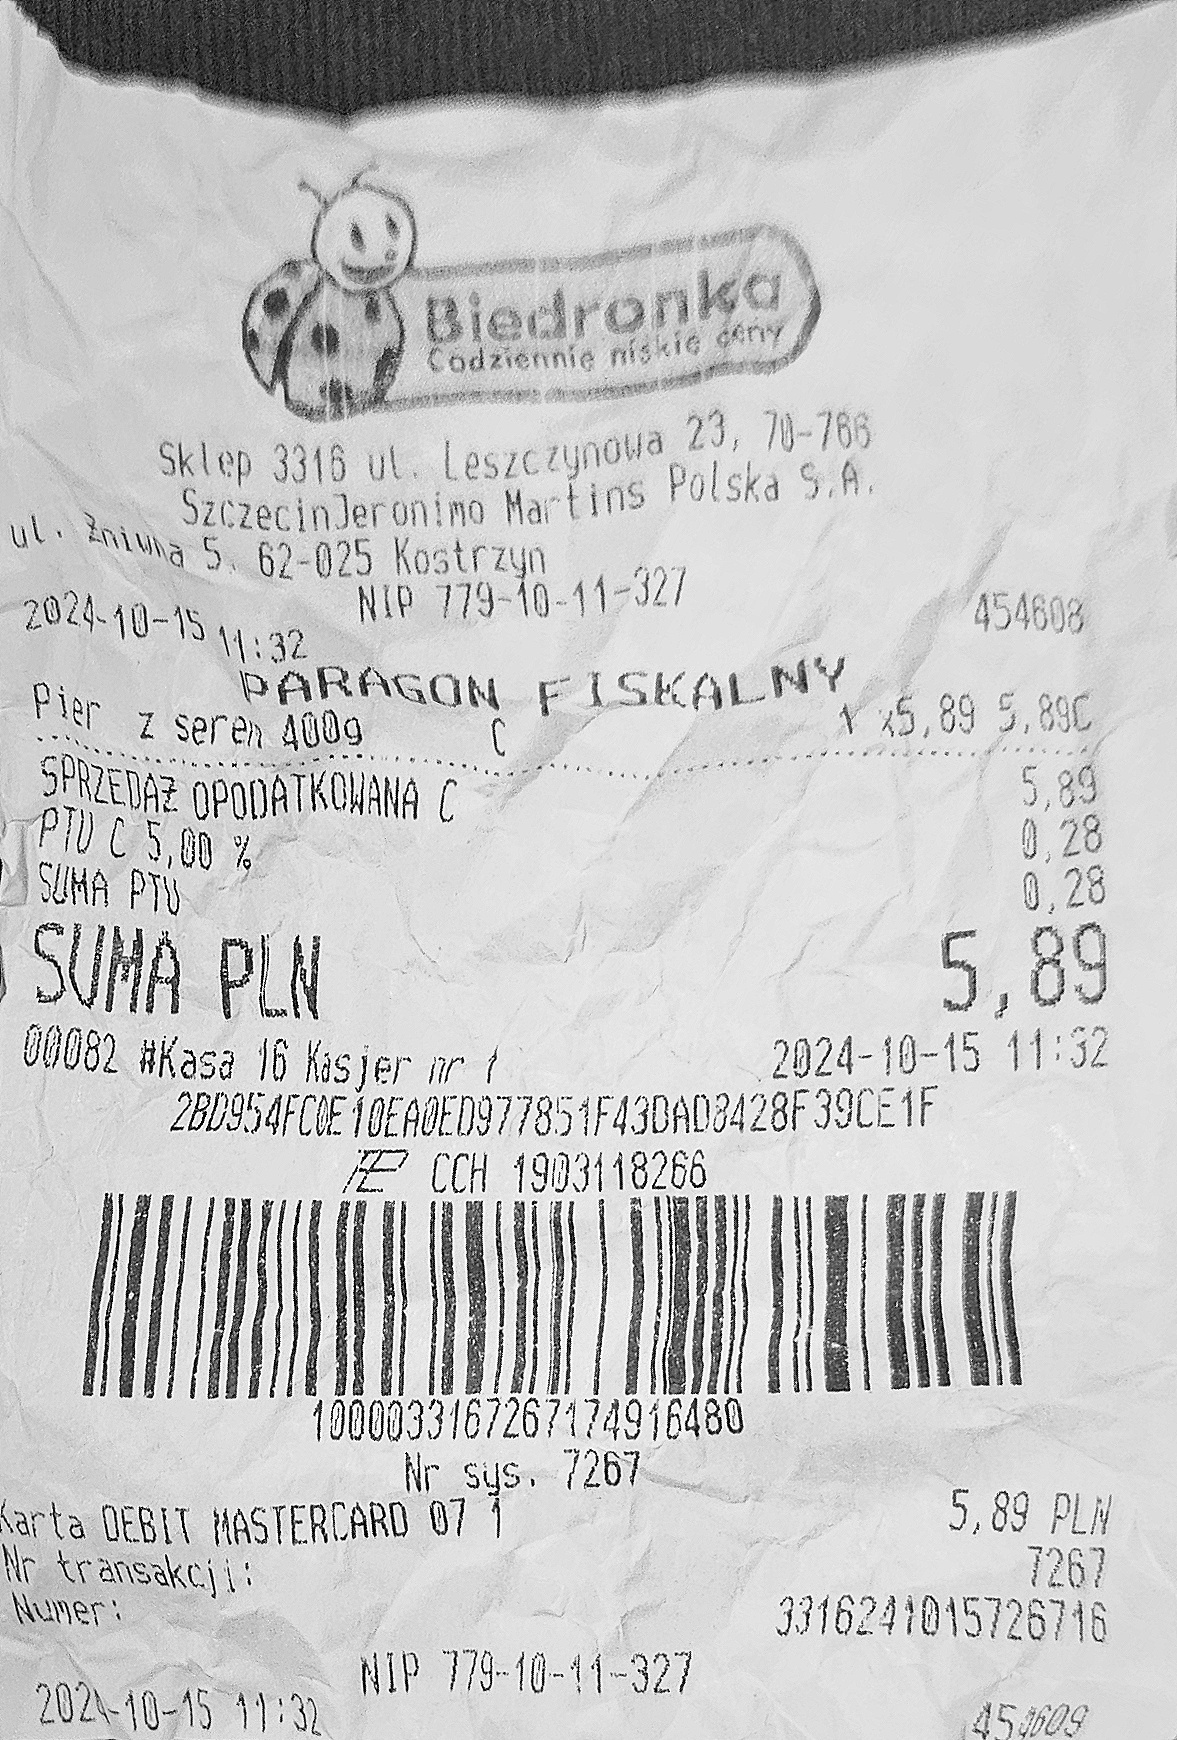 Biedronka
Codziennie niskie ceny
Sklep 3316 ul. Leszczynowa 23, 70-766
SzczecinJeronimo Martins Polska S.A.
ul. Żniwna 5. 62-025 Kostrzyn
NIP 779-10-11-327
2024-10-15 11:32 454608
PARAGON FISKALNY
Pier z serem 400g C 1 x5,89 5,89C
SPRZEDAŻ OPODATKOWANA C 5,89
PTU C 5,00 % 0,28
SUMA PTU 0,28
SUMA PLN 5,89
00082 #Kasa 16 Kasjer nr 1 2024-10-15 11:32
2BD954FC0E10EA0ED977851F43DAD8428F39CE1F
CCH 1903118266
1000033167267174916480
Nr sys. 7267
Karta DEBIT MASTERCARD 07 1 5,89 PLN
Nr transakcji: 7267
Numer: 3316241015726716
NIP 779-10-11-327
2024-10-15 11:32 454609